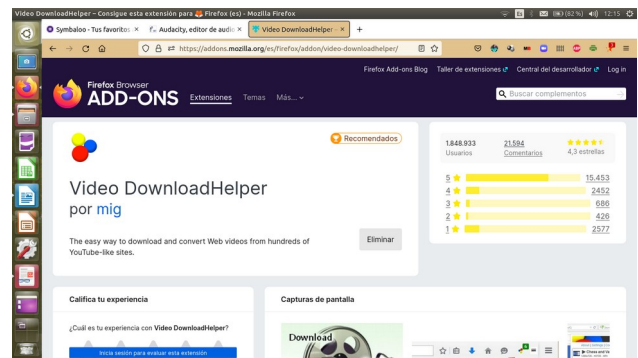 Video DownloadHelper – Consigue esta extensión para 🦊 Firefox (es) - Mozilla Firefox
Es
(82 %)
12:15
Symbaloo - Tus favoritos
Audacity, editor de audio
Video DownloadHelper -
https://addons.mozilla.org/es/firefox/addon/video-downloadhelper/
Firefox Add-ons Blog Taller de extensiones Central del desarrollador Log in
Firefox Browser
ADD-ONS
Extensiones Temas Más...
Buscar complementos
Recomendados
Video DownloadHelper
por mig
The easy way to download and convert Web videos from hundreds of
YouTube-like sites.
Eliminar
1.848.933 21.594
Usuarios Comentarios 4,3 estrellas
5 15.453
4 2452
3 686
2 426
1 2577
Califica tu experiencia
¿Cuál es tu experiencia con Video DownloadHelper?
Inicia sesión para evaluar esta extensión
Capturas de pantalla
Download